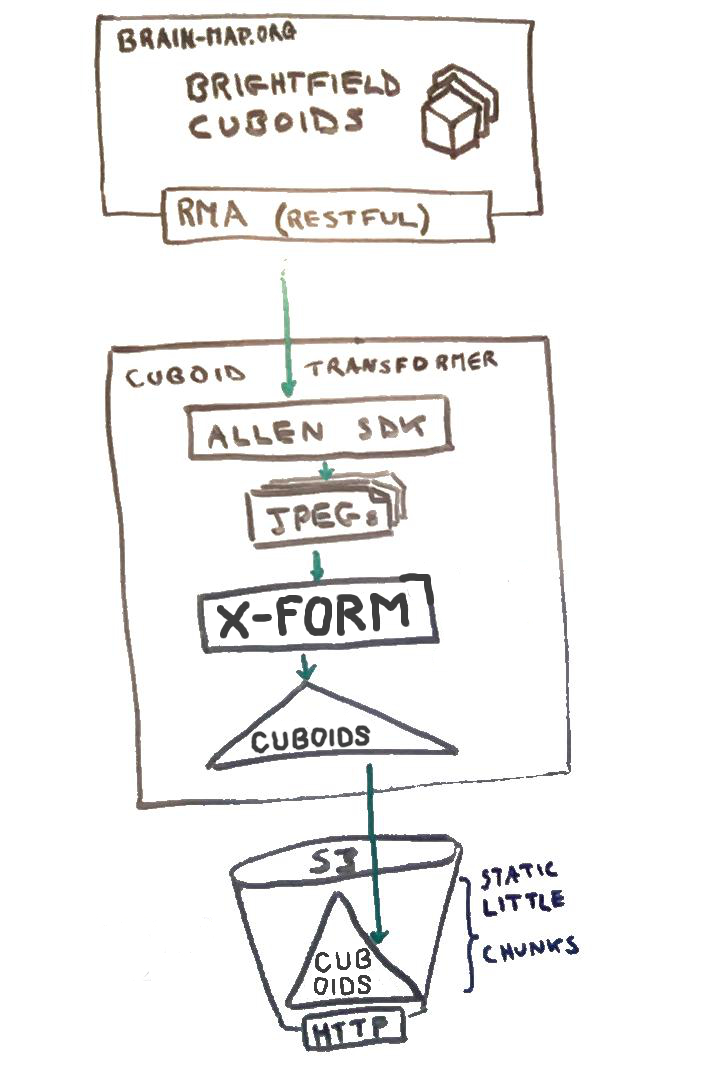 BRAIN-MAP.ORG
BRIGHTFIELD
CUBOIDS
RMA (RESTFUL)
CUBOID TRANSFORMER
ALLEN SDK
JPEGs
X-FORM
CUBOIDS
S3
STATIC
LITTLE
CHUNKS
CUB
OIDS
HTTP